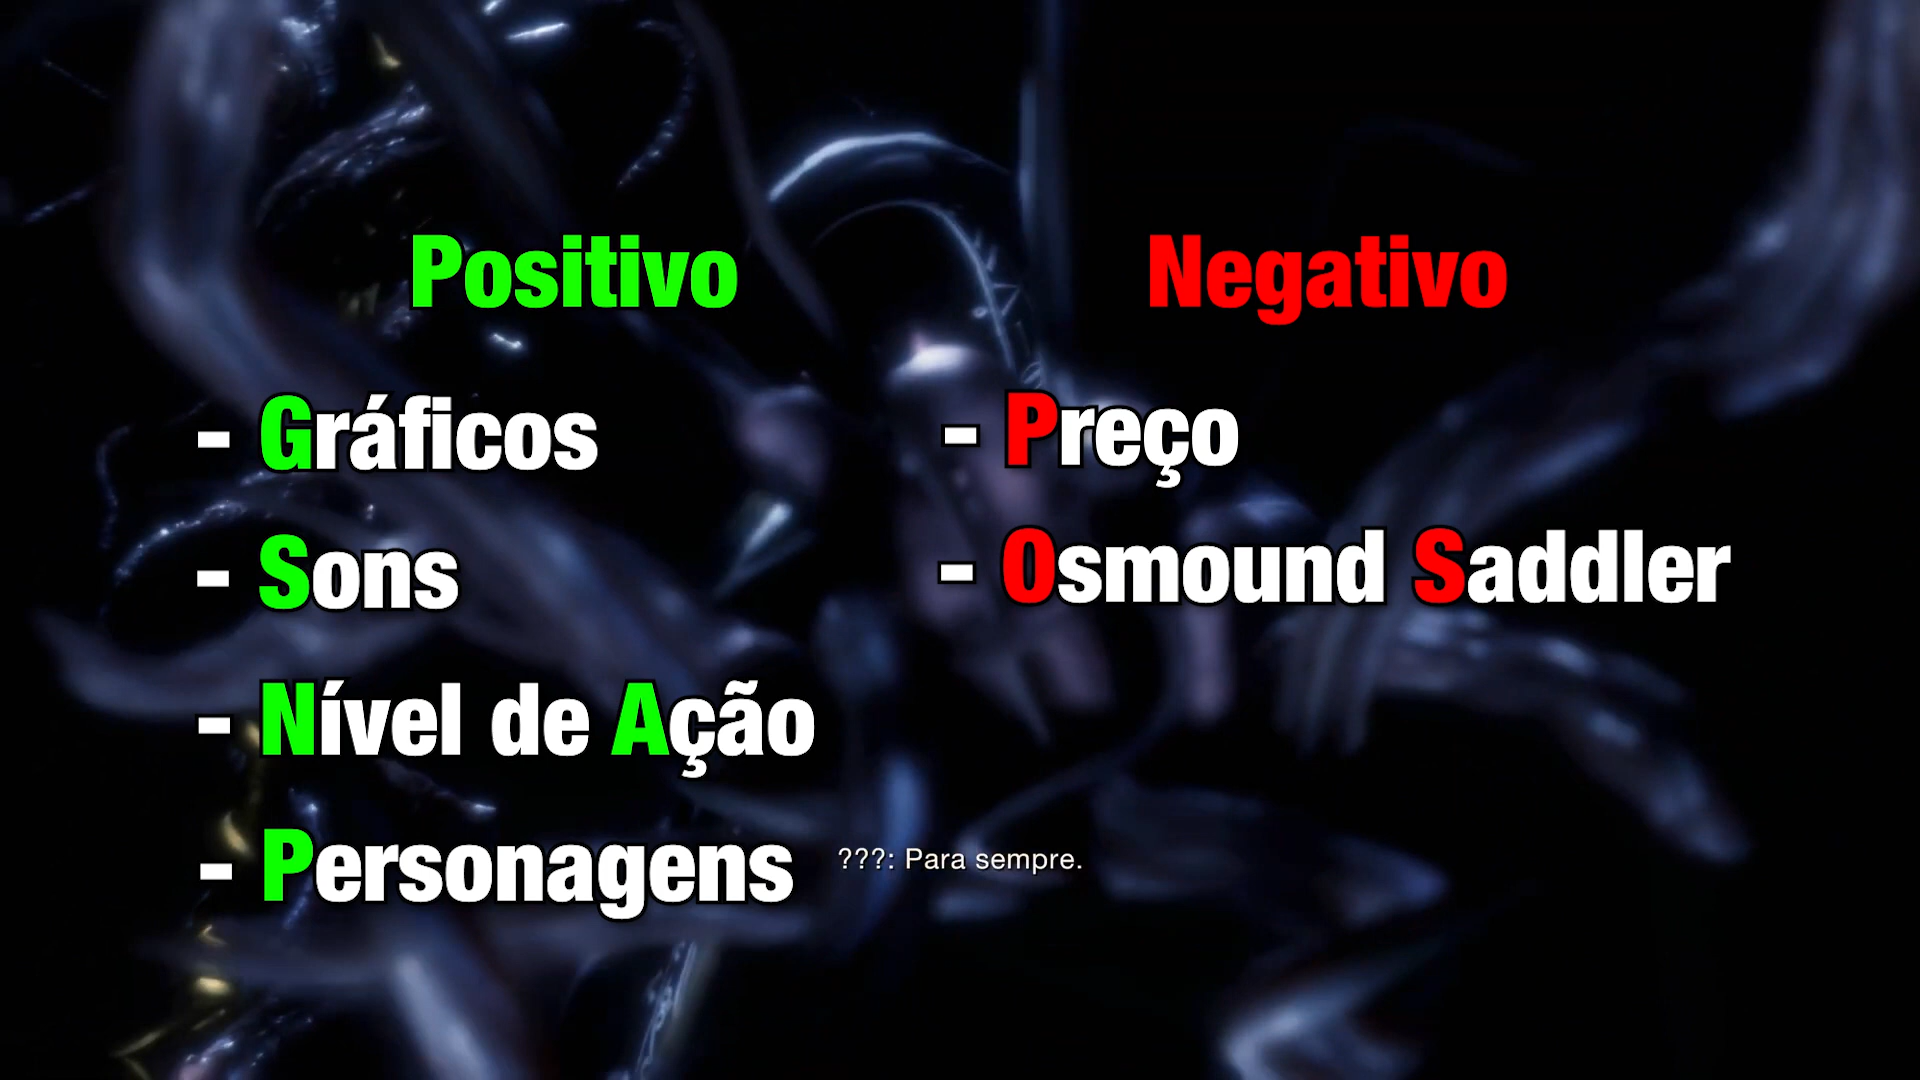 Positivo
- Gráficos
- Sons
- Nível de Ação
- Personagens
Negativo
- Preço
- Osmound Saddler
???: Para sempre.